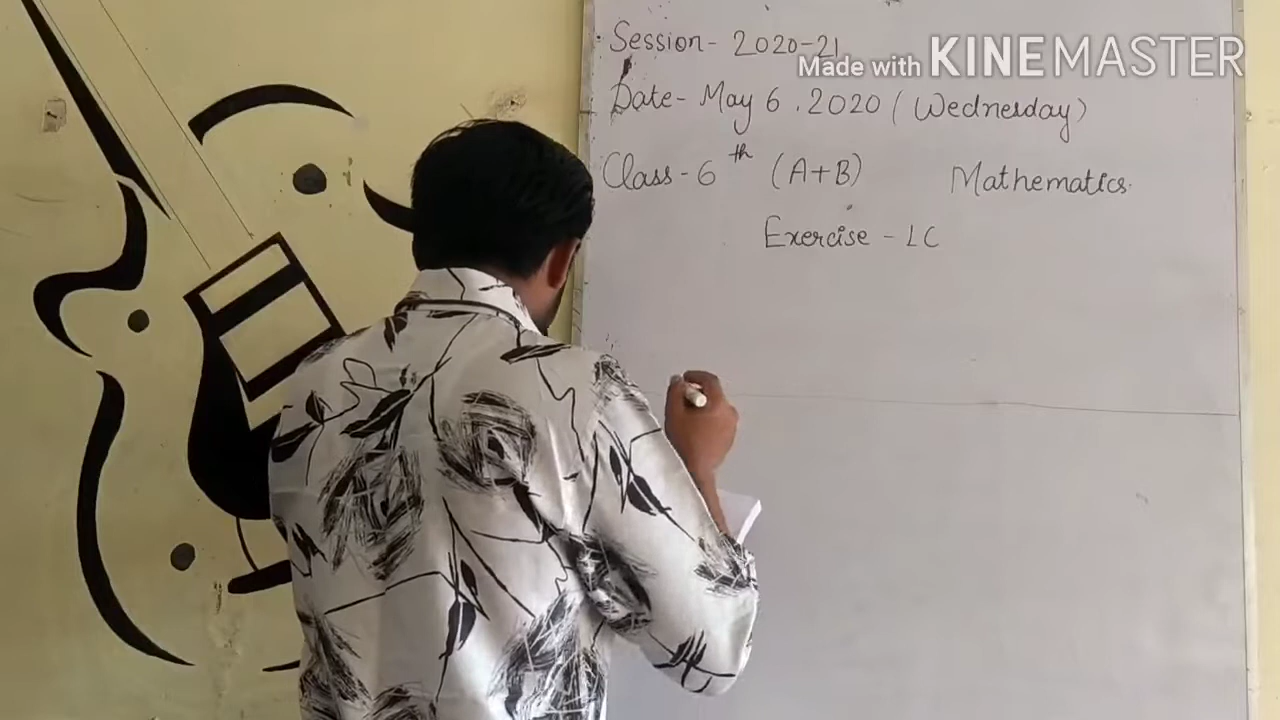 Session- 2020-21
Made with KINEMASTER
Date- May 6, 2020 (Wednesday)
Class- 6th (A+B) Mathematics.
Exercise - 1C